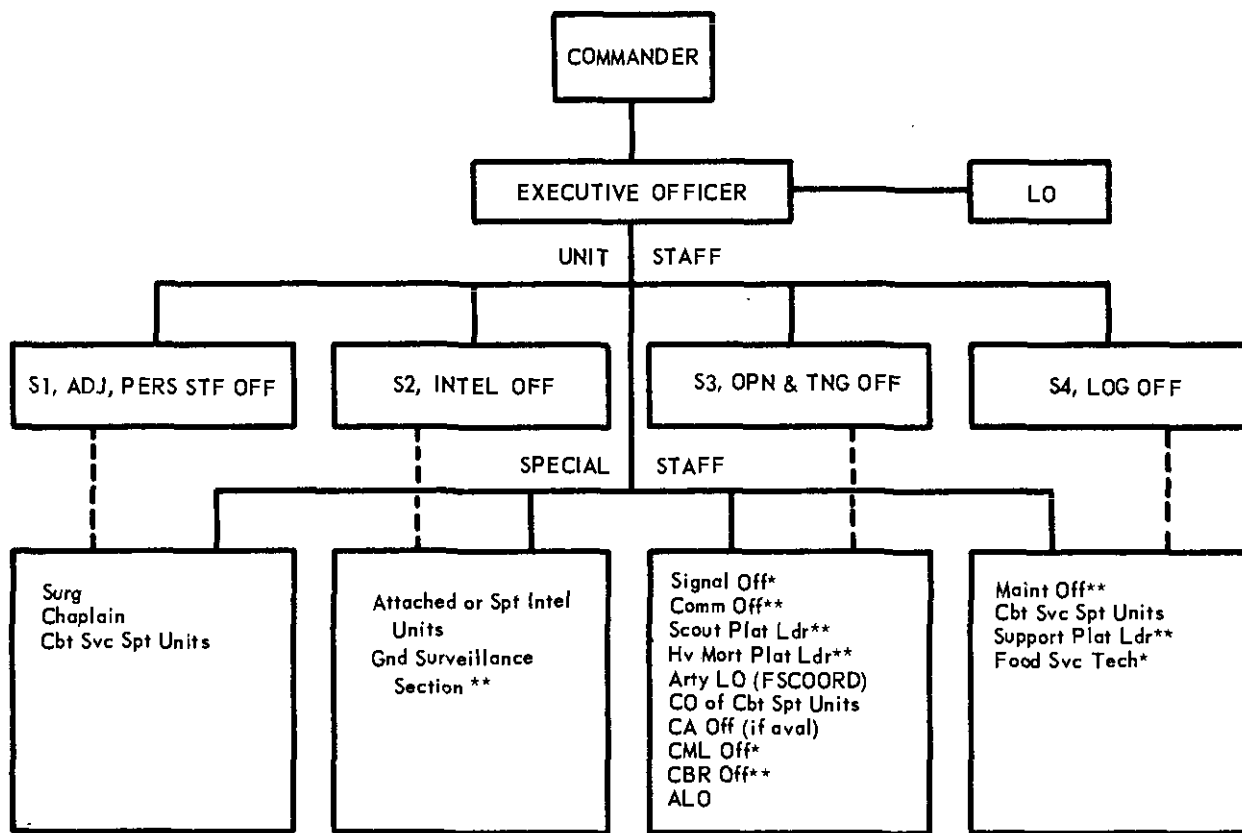 COMMANDER
EXECUTIVE OFFICER
LO
UNIT STAFF
S1, ADJ, PERS STF OFF
S2, INTEL OFF
S3, OPN & TNG OFF
S4, LOG OFF
SPECIAL STAFF
Surg
Chaplain
Cbt Svc Spt Units
Attached or Spt Intel
Units
Gnd Surveillance
Section **
Signal Off*
Comm Off**
Scout Plat Ldr**
Hv Mort Plat Ldr**
Arty LO (FSCOORD)
CO of Cbt Spt Units
CA Off (if aval)
CML Off*
CBR Off**
ALO
Maint Off**
Cbt Svc Spt Units
Support Plat Ldr**
Food Svc Tech*